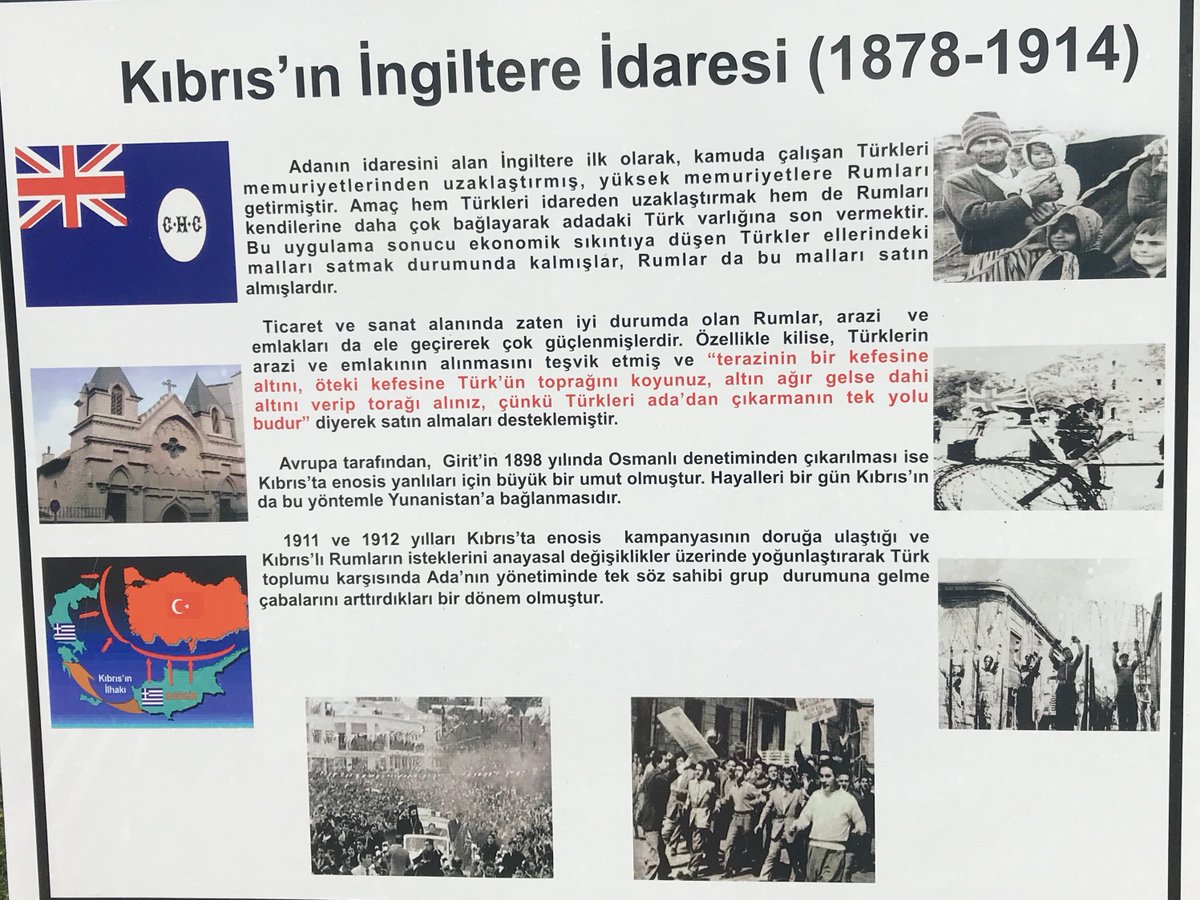 Kıbrıs’ın İngiltere İdaresi (1878-1914)
C·H·C
Adanın idaresini alan İngiltere ilk olarak, kamuda çalışan Türkleri
memuriyetlerinden uzaklaştırmış, yüksek memuriyetlere Rumları
getirmiştir. Amaç hem Türkleri idareden uzaklaştırmak hem de Rumları
kendilerine daha çok bağlayarak adadaki Türk varlığına son vermektir.
Bu uygulama sonucu ekonomik sıkıntıya düşen Türkler ellerindeki
malları satmak durumunda kalmışlar, Rumlar da bu malları satın
almışlardır.
Ticaret ve sanat alanında zaten iyi durumda olan Rumlar, arazi ve
emlakları da ele geçirerek çok güçlenmişlerdir. Özellikle kilise, Türklerin
arazi ve emlakının alınmasını teşvik etmiş ve “terazinin bir kefesine
altını, öteki kefesine Türk’ün toprağını koyunuz, altın ağır gelse dahi
altını verip torağı alınız, çünkü Türkleri ada’dan çıkarmanın tek yolu
budur” diyerek satın almaları desteklemiştir.
Avrupa tarafından, Girit’in 1898 yılında Osmanlı denetiminden çıkarılması ise
Kıbrıs’ta enosis yanlıları için büyük bir umut olmuştur. Hayalleri bir gün Kıbrıs’ın
da bu yöntemle Yunanistan’a bağlanmasıdır.
1911 ve 1912 yılları Kıbrıs’ta enosis kampanyasının doruğa ulaştığı ve
Kıbrıs’lı Rumların isteklerini anayasal değişiklikler üzerinde yoğunlaştırarak Türk
toplumu karşısında Ada’nın yönetiminde tek söz sahibi grup durumuna gelme
çabalarını arttırdıkları bir dönem olmuştur.
Kıbrıs’ın
İlhakı